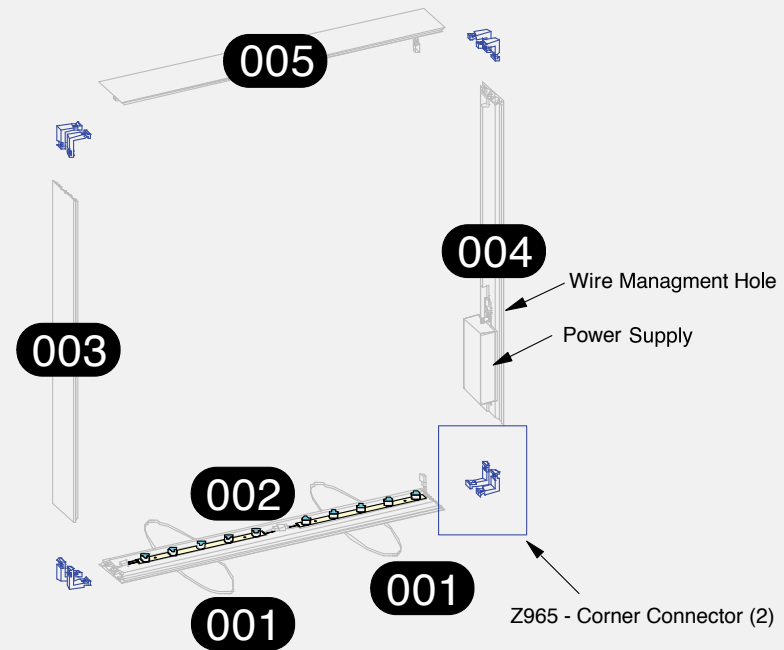 005
004
Wire Managment Hole
Power Supply
003
002
001
001
Z965 - Corner Connector (2)